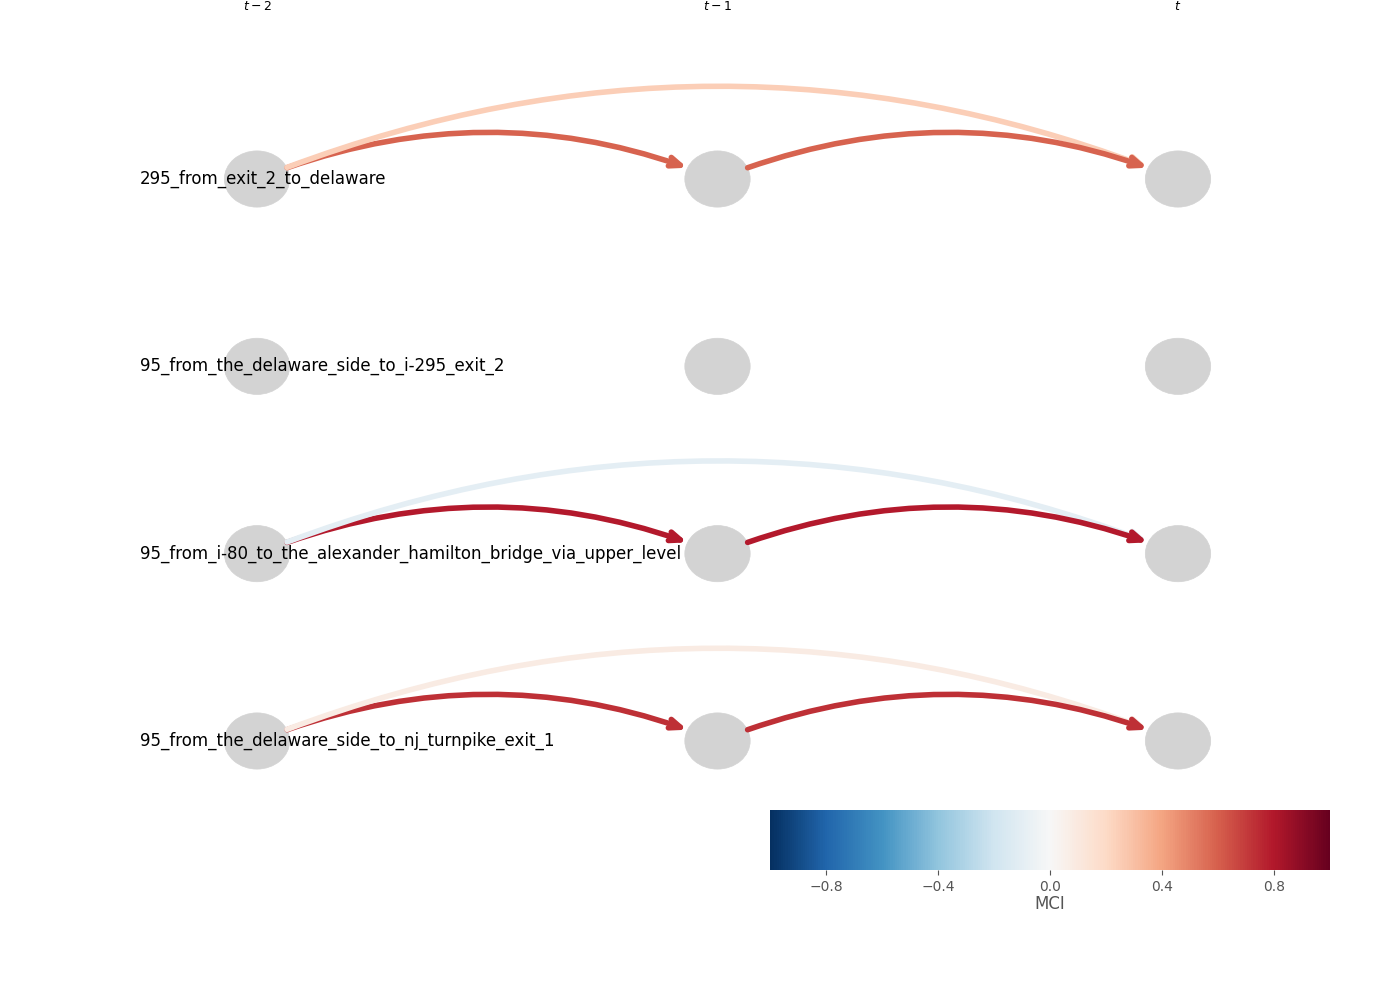 t − 2
t − 1
t
295_from_exit_2_to_delaware
95_from_the_delaware_side_to_i-295_exit_2
95_from_i-80_to_the_alexander_hamilton_bridge_via_upper_level
95_from_the_delaware_side_to_nj_turnpike_exit_1
−0.8
−0.4
0.0
0.4
0.8
MCI